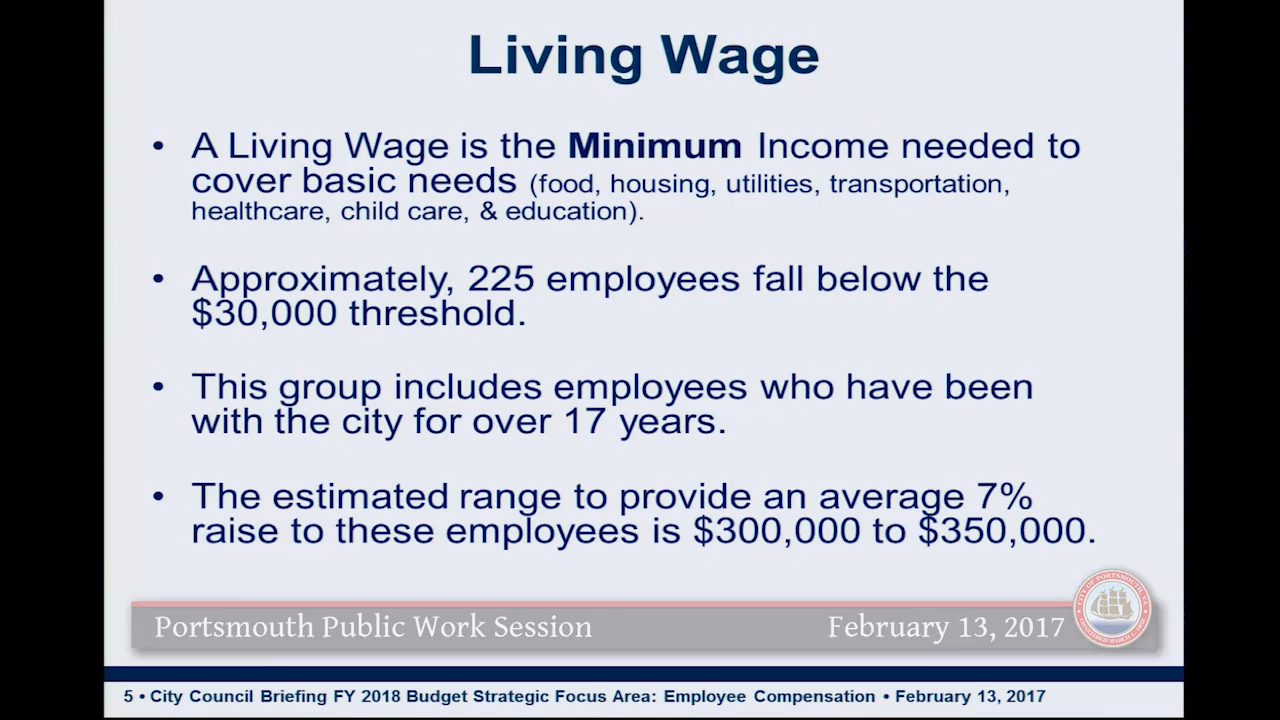 Living Wage
• A Living Wage is the Minimum Income needed to
cover basic needs (food, housing, utilities, transportation,
healthcare, child care, & education).
• Approximately, 225 employees fall below the
$30,000 threshold.
• This group includes employees who have been
with the city for over 17 years.
• The estimated range to provide an average 7%
raise to these employees is $300,000 to $350,000.
Portsmouth Public Work Session February 13, 2017
CITY OF PORTSMOUTH, VA
5 • City Council Briefing FY 2018 Budget Strategic Focus Area: Employee Compensation • February 13, 2017